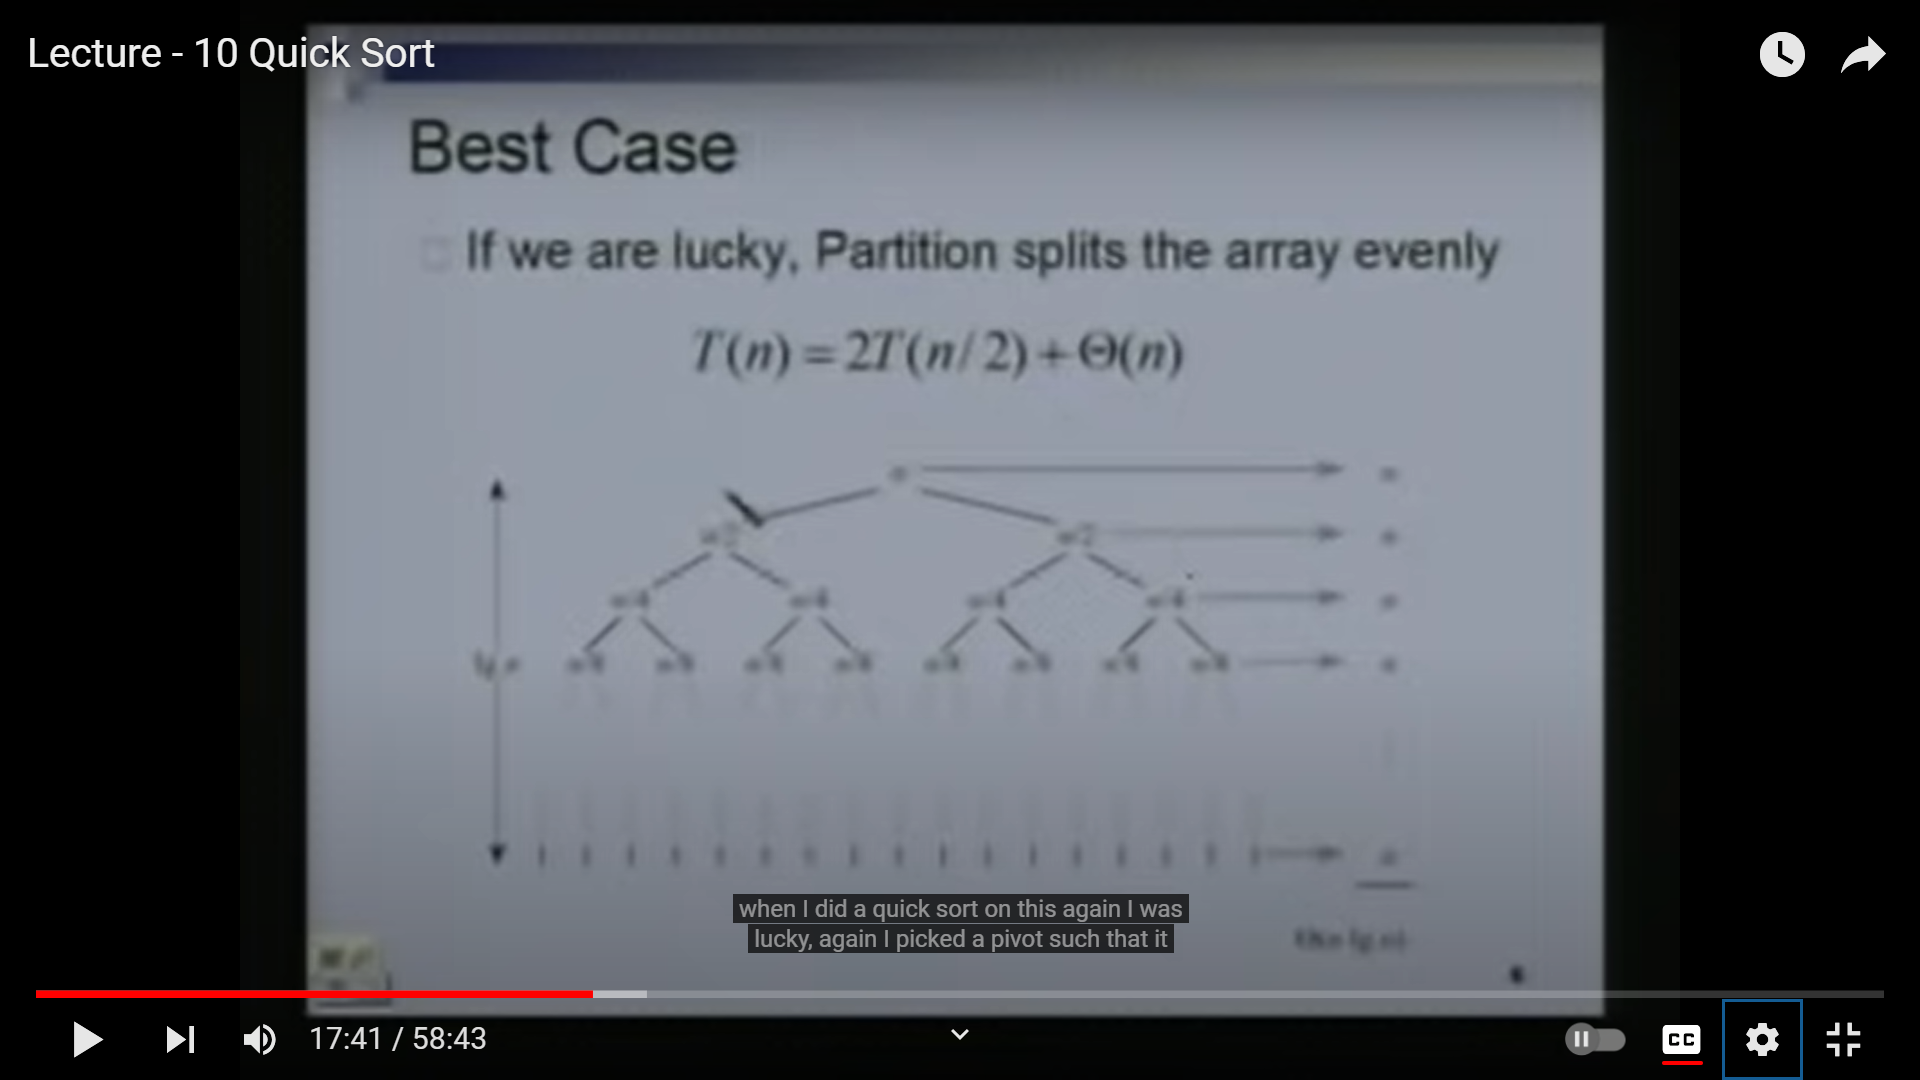 Lecture - 10 Quick Sort
Best Case
If we are lucky, Partition splits the array evenly
T(n) = 2T(n/2) + Θ(n)
n n
n/2 n/2 n
n/4 n/4 n/4 n/4 n
lg n n/8 n/8 n/8 n/8 n/8 n/8 n/8 n/8 n
when I did a quick sort on this again I was
lucky, again I picked a pivot such that it
Θ(n lg n)
17:41 / 58:43
CC